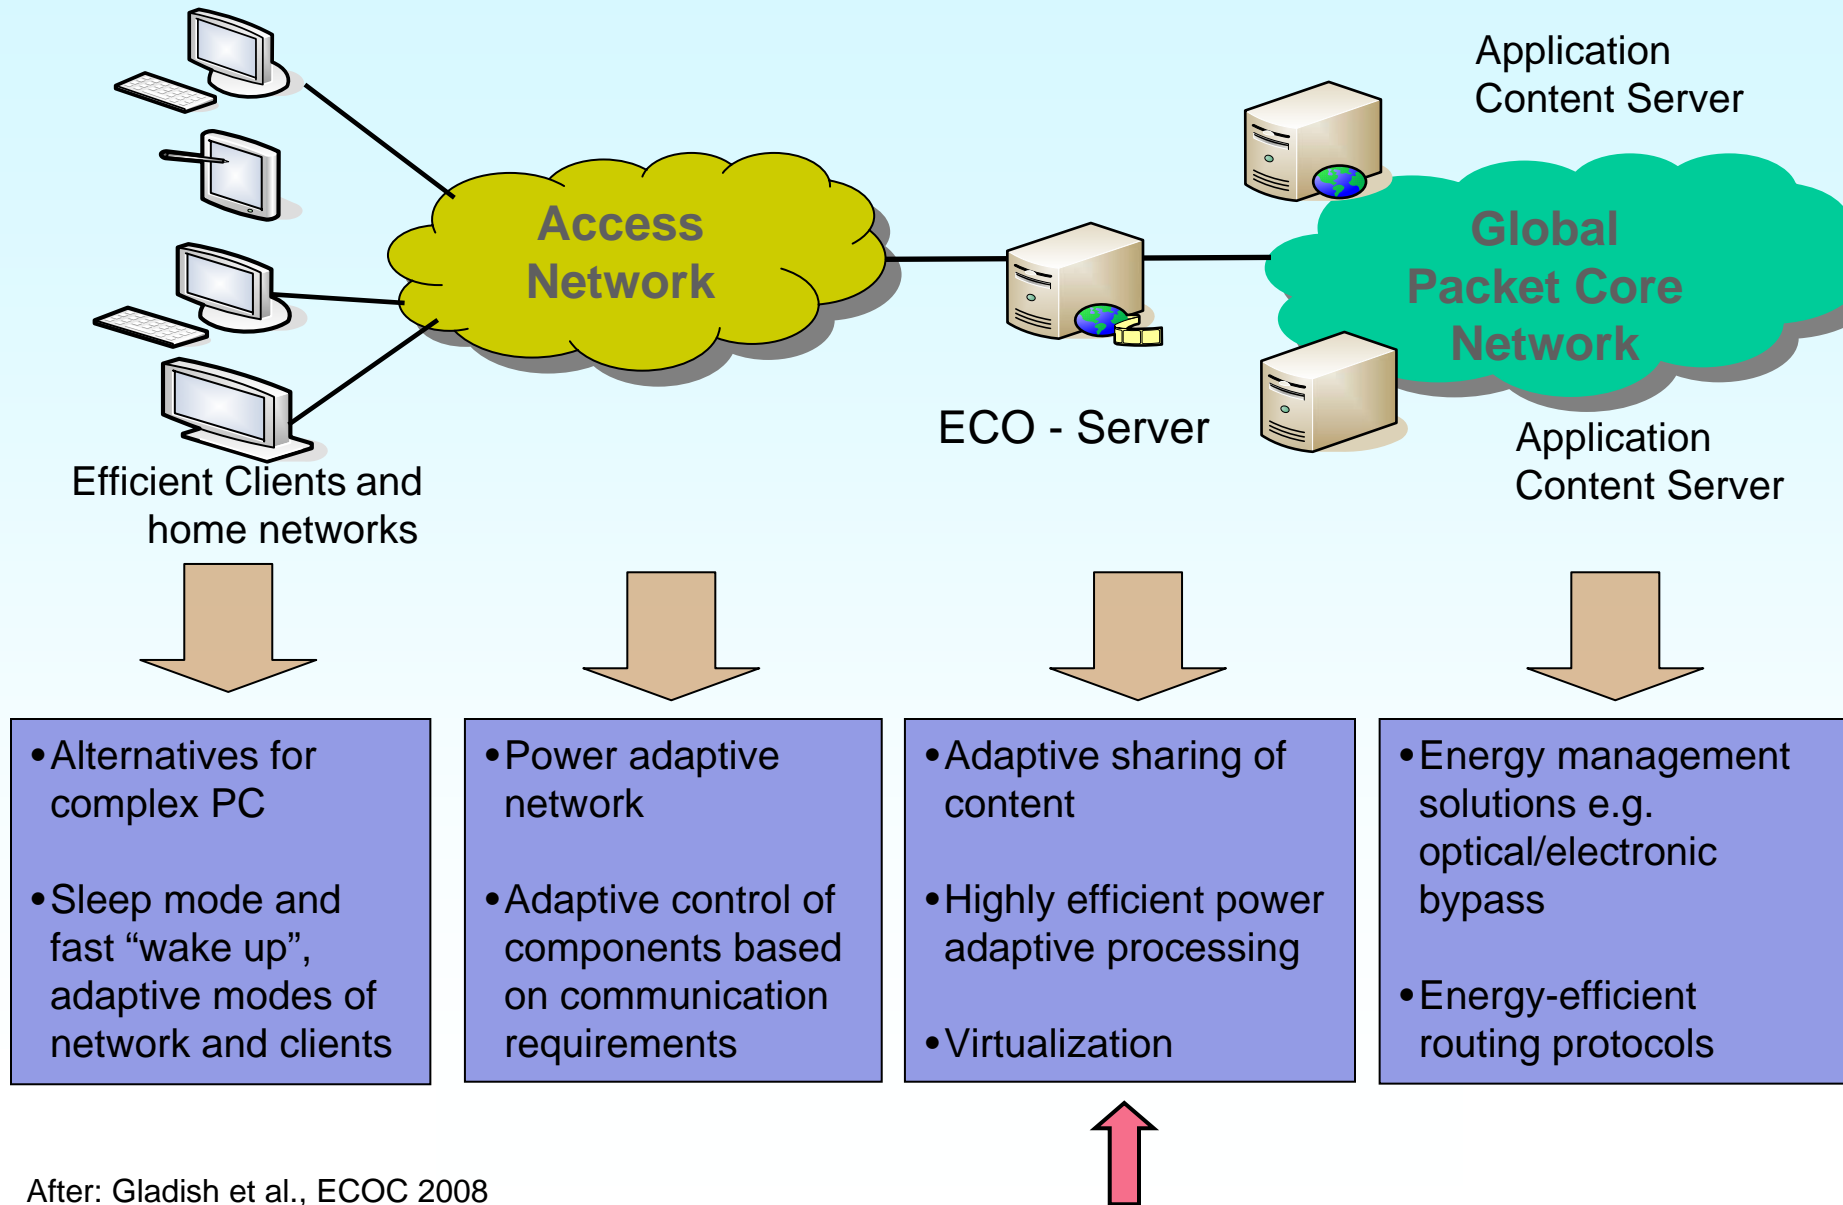 Application
Content Server
Access
Network
Global
Packet Core
Network
ECO - Server
Application
Content Server
Efficient Clients and
home networks
•Alternatives for
complex PC
•Sleep mode and
fast “wake up”,
adaptive modes of
network and clients
•Power adaptive
network
•Adaptive control of
components based
on communication
requirements
•Adaptive sharing of
content
•Highly efficient power
adaptive processing
•Virtualization
•Energy management
solutions e.g.
optical/electronic
bypass
•Energy-efficient
routing protocols
After: Gladish et al., ECOC 2008